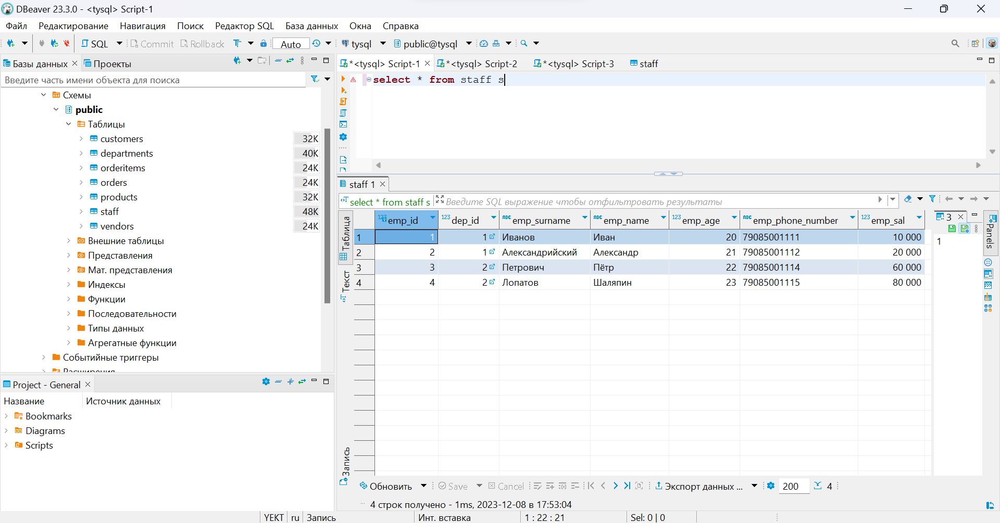 DBeaver 23.3.0 - <tysql> Script-1
Файл Редактирование Навигация Поиск Редактор SQL База данных Окна Справка
SQL Commit Rollback Auto tysql public@tysql
Базы данных Проекты
Введите часть имени объекта для поиска
Схемы
public
Таблицы
customers 32K
departments 40K
orderitems 24K
orders 24K
products 32K
staff 48K
vendors 24K
Внешние таблицы
Представления
Мат. представления
Индексы
Функции
Последовательности
Типы данных
Агрегатные функции
Событийные триггеры
Расширения
Project - General
Название Источник данных
Bookmarks
Diagrams
Scripts
*<tysql> Script-1 *<tysql> Script-2 *<tysql> Script-3 staff
select * from staff s
staff 1
select * from staff s Введите SQL выражение чтобы отфильтровать результаты
Таблица
Текст
Запись
123 emp_id 123 dep_id ABC emp_surname ABC emp_name 123 emp_age ABC emp_phone_number 123 emp_sal
1 1 1 Иванов Иван 20 79085001111 10 000
2 2 1 Александрийский Александр 21 79085001112 20 000
3 3 2 Петрович Пётр 22 79085001114 60 000
4 4 2 Лопатов Шаляпин 23 79085001115 80 000
3
1
Panels
Обновить Save Cancel Экспорт данных ... 200 4
4 строк получено - 1ms, 2023-12-08 в 17:53:04
YEKT ru Запись Инт. вставка 1 : 22 : 21 Sel: 0 | 0